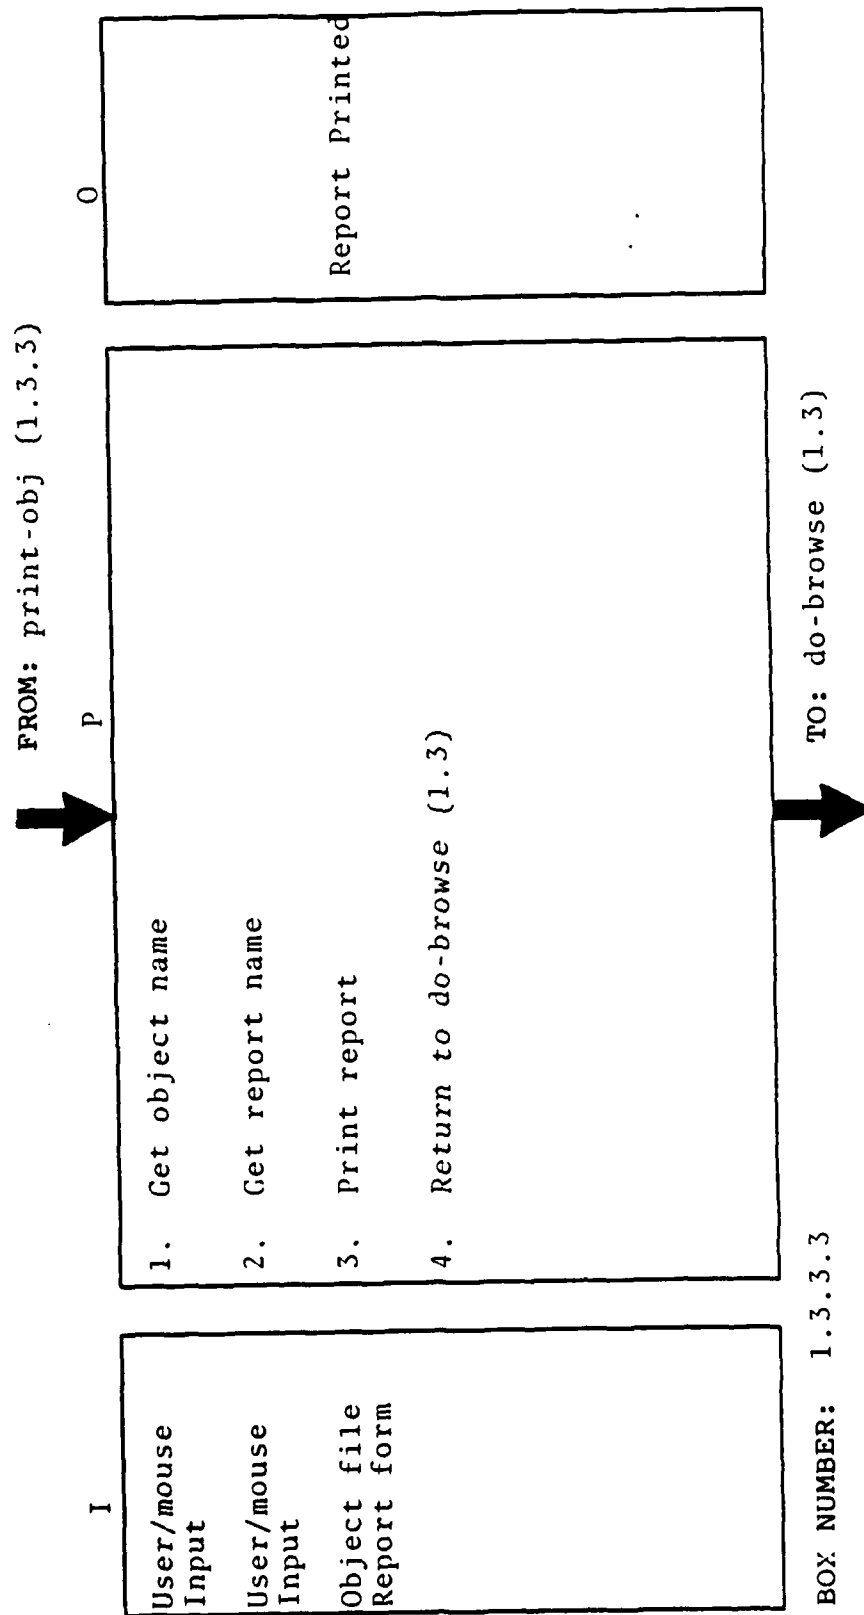 FROM: print-obj (1.3.3)
I
P
O
User/mouse
Input
User/mouse
Input
Object file
Report form
1. Get object name
2. Get report name
3. Print report
4. Return to do-browse (1.3)
Report Printed
BOX NUMBER: 1.3.3.3
TO: do-browse (1.3)